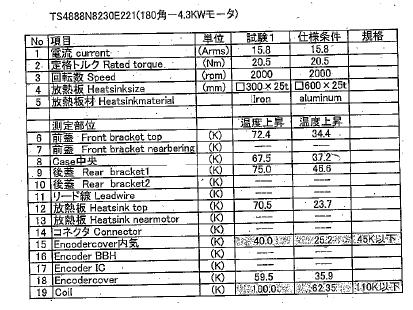 TS4888N8230E221(180角ー4.3KWモータ)
No 項目 単位 試験1 仕様条件 規格
1 電流 current (Arms) 15.8 15.8
2 定格トルク Rated torque (Nm) 20.5 20.5
3 回転数 Speed (rpm) 2000 2000
4 放熱板 Heatsinksize (mm) □300×25t □600×25t
5 放熱板材 Heatsinkmaterial Iron aluminum
測定部位 温度上昇 温度上昇
6 前蓋 Front bracket top (K) 72.4 34.4
7 前蓋 Front bracket nearbering (K) ---- ----
8 Case中央 (K) 67.5 37.2
9 後蓋 Rear bracket1 (K) 75.0 46.6
10 後蓋 Rear bracket2 (K) ---- ----
11 リード線 Leadwire (K) ---- ----
12 放熱板 Heatsink top (K) 70.5 23.7
13 放熱板 Heatsink nearmotor (K) ---- ----
14 コネクタ Connector (K) ---- ----
15 Encodercover内気 (K) 40.0 25.2 45K以下
16 Encoder BBH (K) ---- ----
17 Encoder IC (K) ---- ----
18 Encodercover (K) 59.5 35.9
19 Coil (K) 100.0 62.35 110K以下